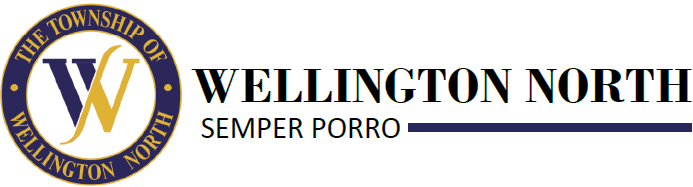 THE TOWNSHIP OF
WELLINGTON NORTH
W
WELLINGTON NORTH
SEMPER PORRO